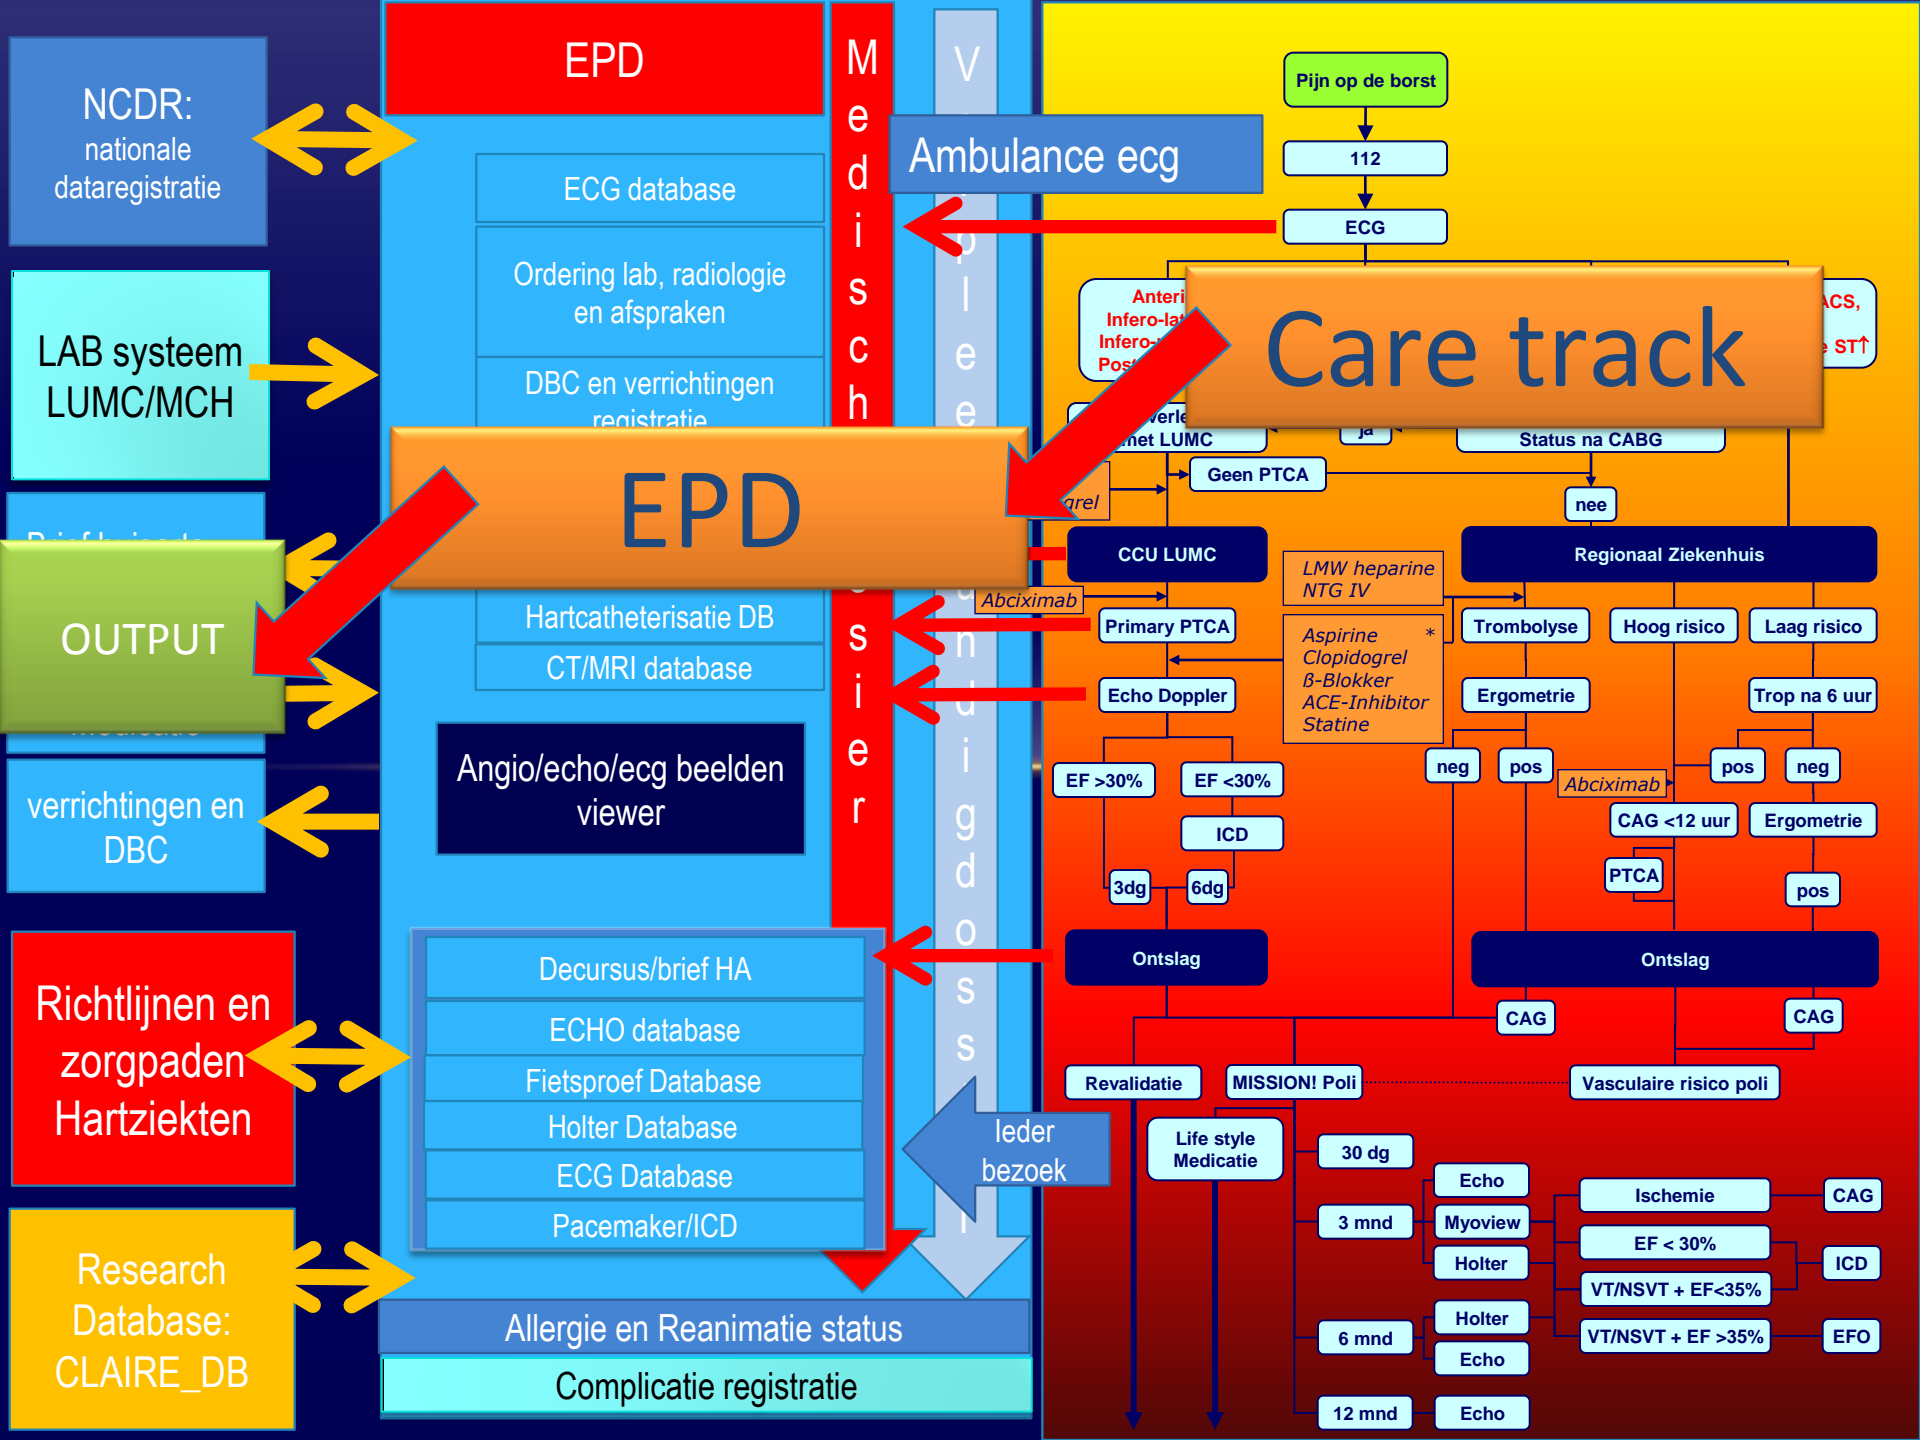 NCDR:
nationale
dataregistratie
LAB systeem
LUMC/MCH
OUTPUT
verrichtingen en
DBC
Richtlijnen en
zorgpaden
Hartziekten
Research
Database:
CLAIRE_DB
EPD
ECG database
Ordering lab, radiologie
en afspraken
DBC en verrichtingen
registratie
EPD
Hartcatheterisatie DB
CT/MRI database
Angio/echo/ecg beelden
viewer
Decursus/brief HA
ECHO database
Fietsproef Database
Holter Database
ECG Database
Pacemaker/ICD
Allergie en Reanimatie status
Complicatie registratie
Ambulance ecg
Ieder
bezoek
Care track
Pijn op de borst
112
ECG
ACS,
ST↑
met LUMC
ja
Status na CABG
Geen PTCA
nee
CCU LUMC
Regionaal Ziekenhuis
Abciximab
LMW heparine
NTG IV
Primary PTCA
Aspirine *
Clopidogrel
ß-Blokker
ACE-Inhibitor
Statine
Trombolyse
Hoog risico
Laag risico
Echo Doppler
Ergometrie
Trop na 6 uur
EF >30%
EF <30%
neg
pos
pos
neg
Abciximab
ICD
CAG <12 uur
Ergometrie
3dg
6dg
PTCA
pos
Ontslag
Ontslag
CAG
CAG
Revalidatie
MISSION! Poli
Vasculaire risico poli
Life style
Medicatie
30 dg
3 mnd
Echo
Myoview
Holter
Ischemie
CAG
EF < 30%
VT/NSVT + EF<35%
ICD
6 mnd
Holter
Echo
VT/NSVT + EF >35%
EFO
12 mnd
Echo